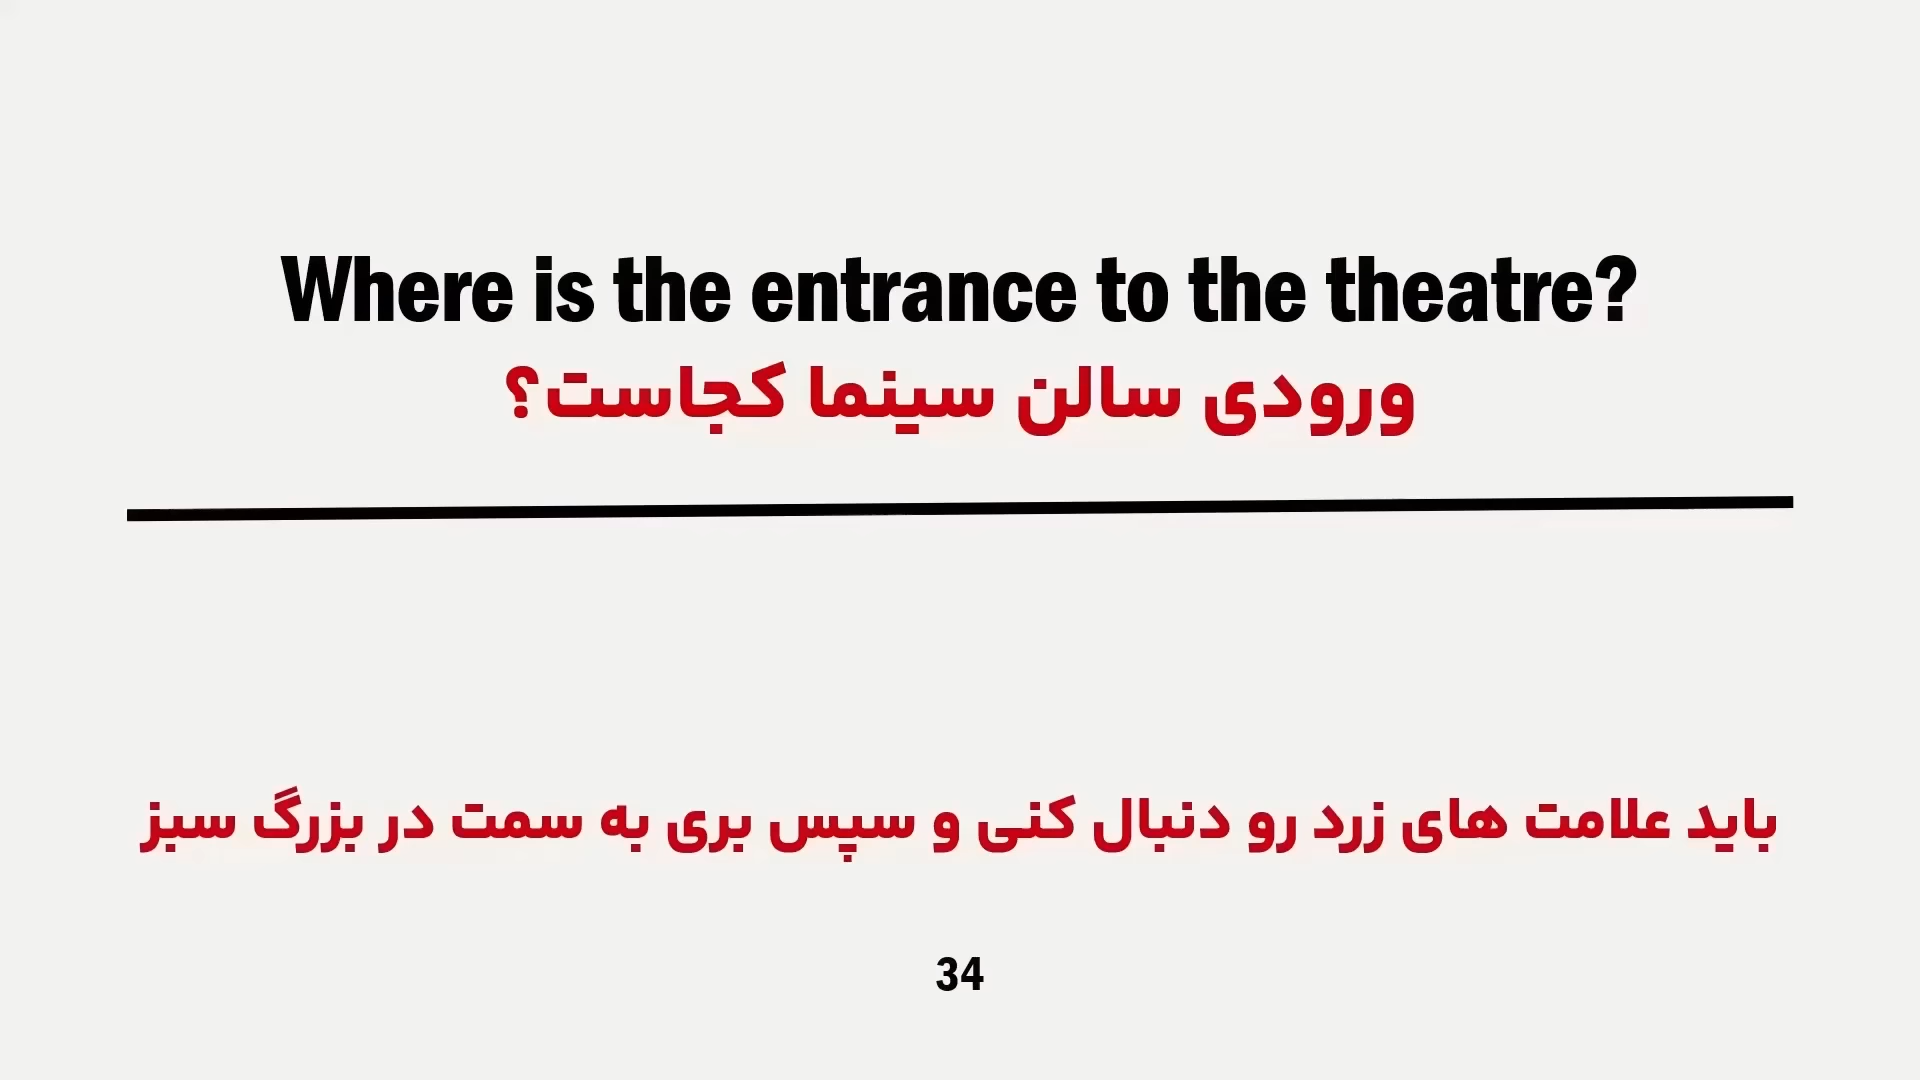 Where is the entrance to the theatre?
ورودی سالن سینما کجاست؟
باید علامت های زرد رو دنبال کنی و سپس بری به سمت در بزرگ سبز
34